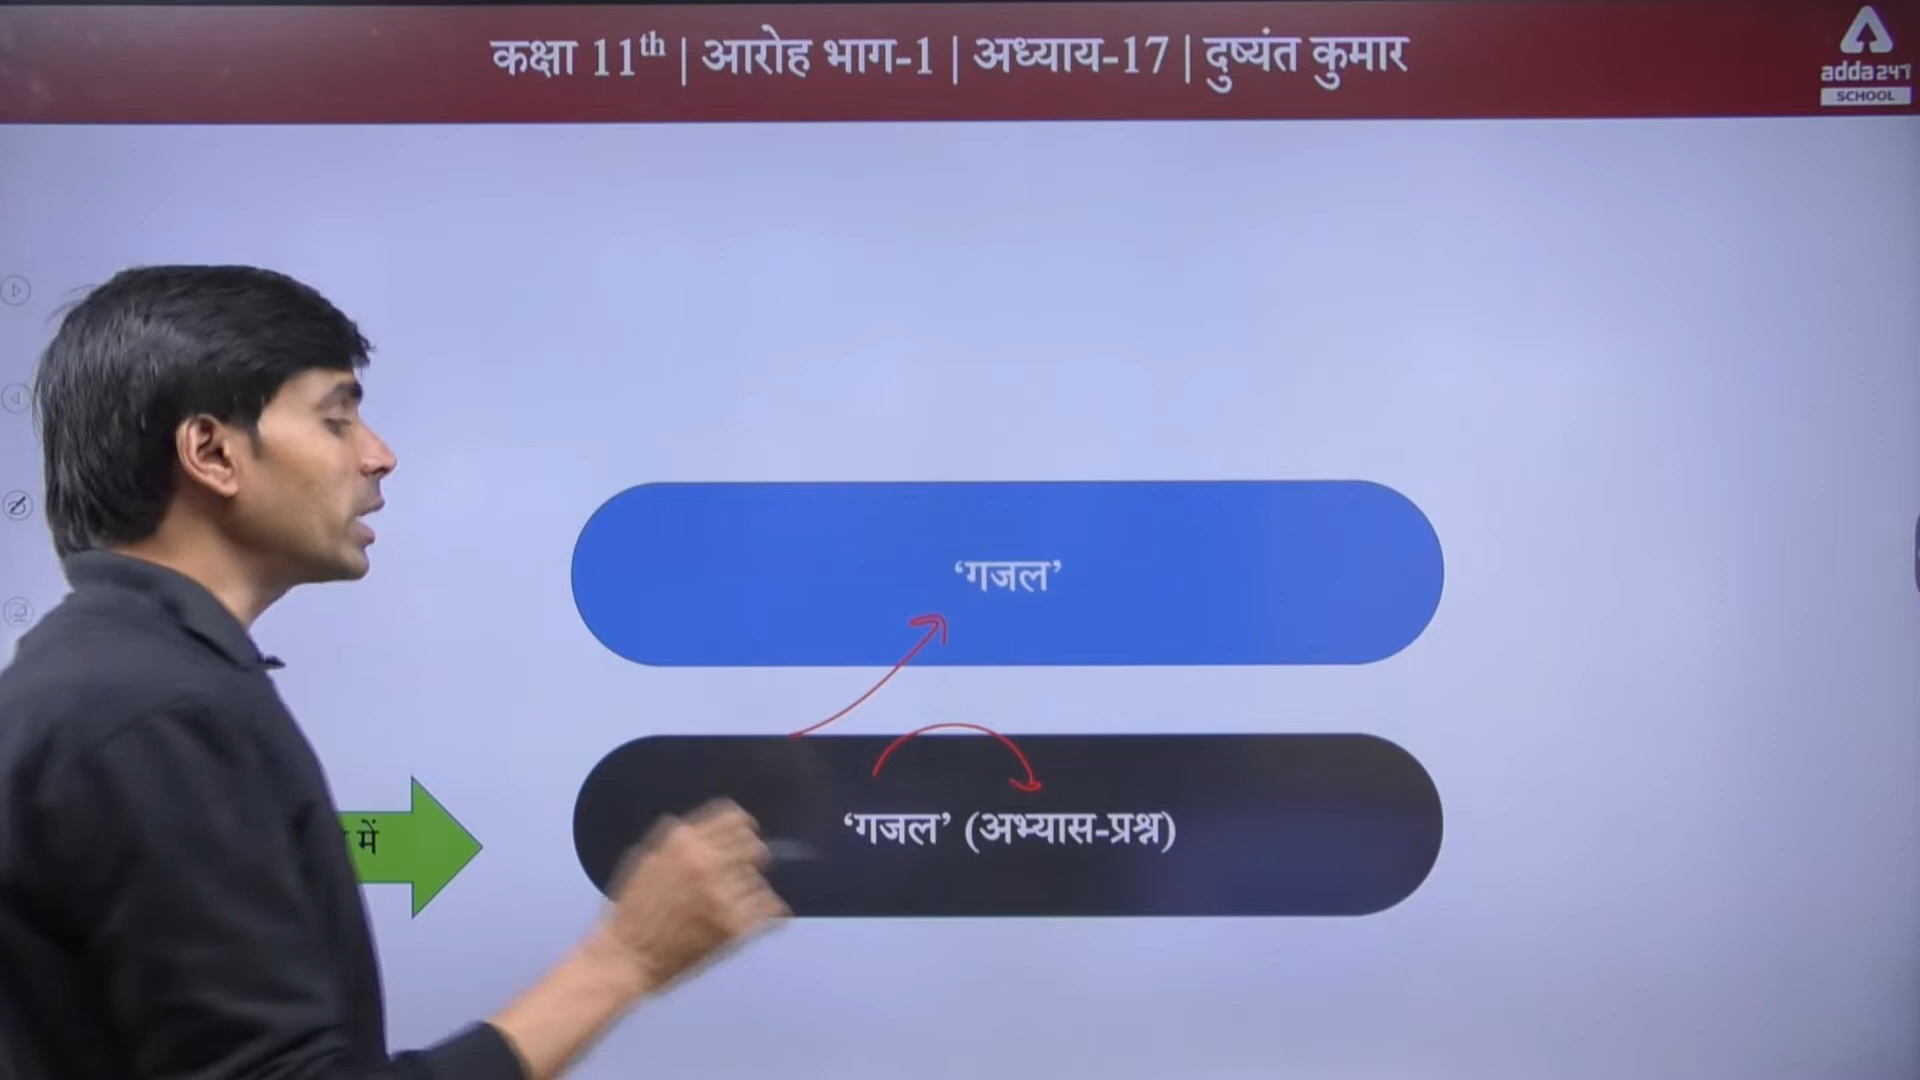 कक्षा 11th | आरोह भाग-1 | अध्याय-17 | दुष्यंत कुमार
adda247
SCHOOL
‘गजल’
में
‘गजल’ (अभ्यास-प्रश्न)